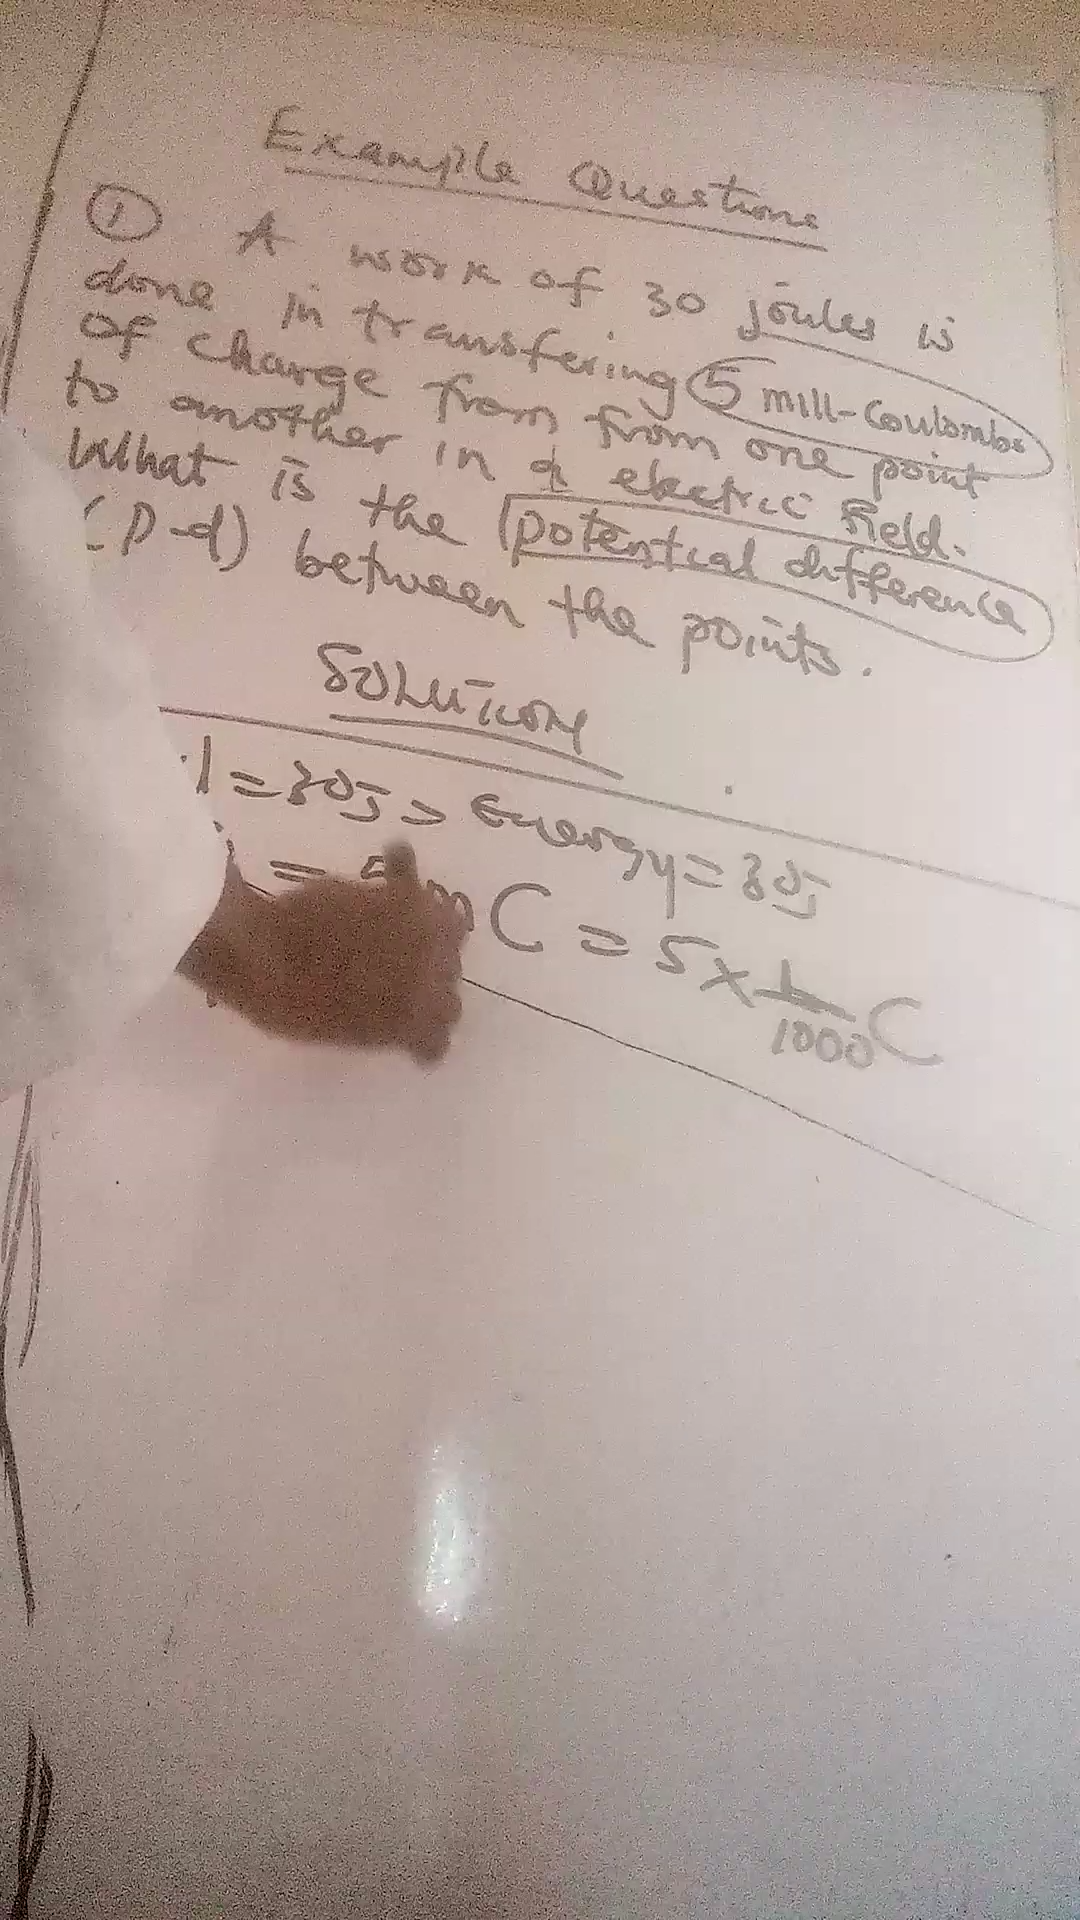 Example Questions
① A work of 30 joules is
done in transfering 5 mill-Coulombs
of charge from from one point
to another in a electric field.
What is the potential difference
(p-d) between the points.
SOLUTION
= 30J = Energy = 30J
= 5mC = 5 x 1/1000 C